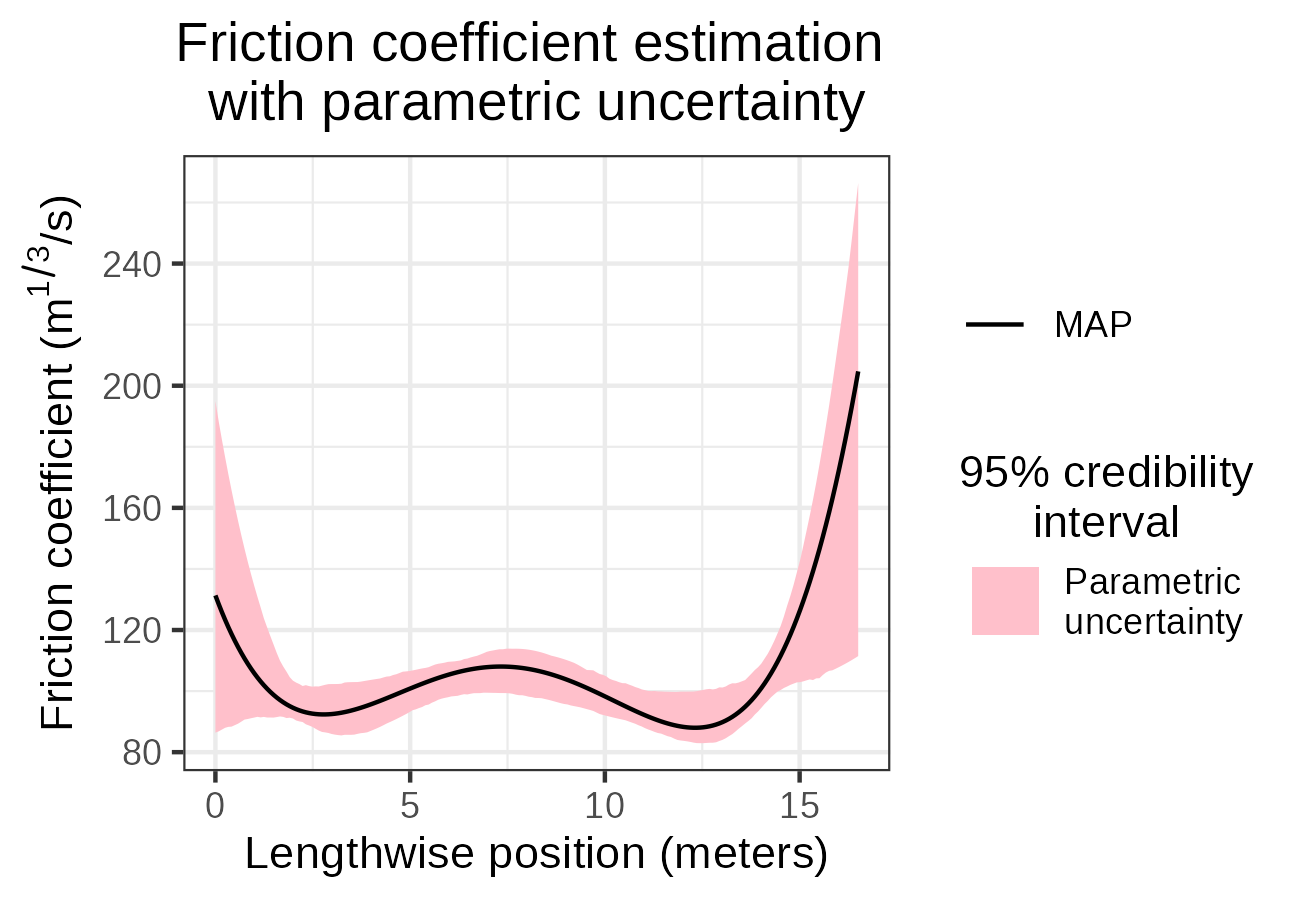 Friction coefficient estimation
with parametric uncertainty
Friction coefficient (m^1/3/s)
240
200
160
120
80
0 5 10 15
Lengthwise position (meters)
MAP
95% credibility
interval
Parametric
uncertainty